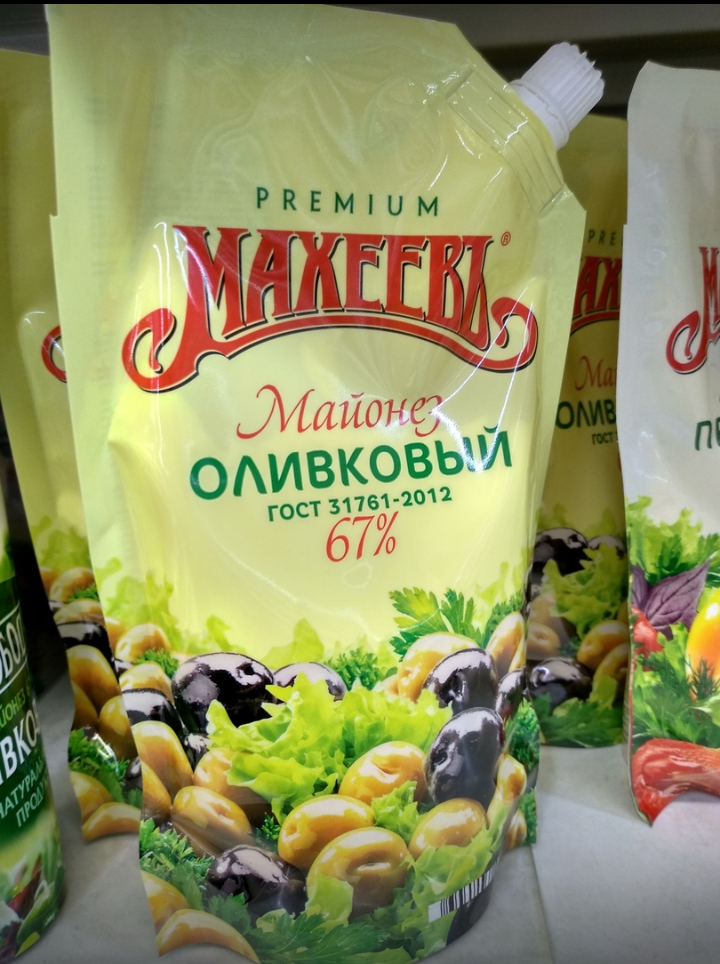 PREMIUM
МАХЕЕВЪ®
Майонез
ОЛИВКОВЫЙ
ГОСТ 31761-2012
67%